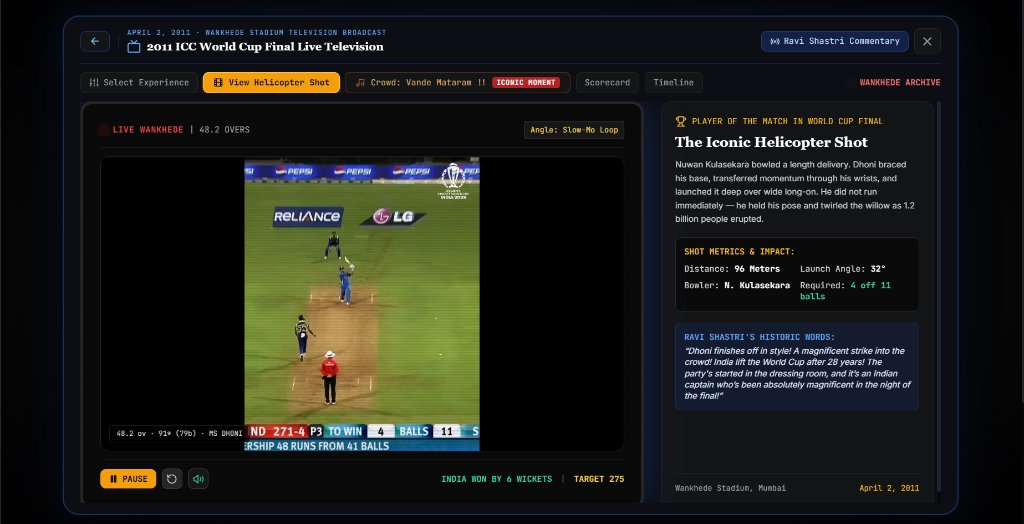 APRIL 2, 2011 · WANKHEDE STADIUM TELEVISION BROADCAST
2011 ICC World Cup Final Live Television
Ravi Shastri Commentary
Select Experience
View Helicopter Shot
Crowd: Vande Mataram !! ICONIC MOMENT
Scorecard
Timeline
WANKHEDE ARCHIVE
LIVE WANKHEDE | 48.2 OVERS
Angle: Slow-Mo Loop
PEPSI PEPSI PEPSI
INDIA 2023
RELIANCE
LG
48.2 ov · 91* (79b) · MS DHONI
ND 271-4 P3 TO WIN 4 BALLS 11 S
ERSHIP 48 RUNS FROM 41 BALLS
PAUSE
INDIA WON BY 6 WICKETS | TARGET 275
PLAYER OF THE MATCH IN WORLD CUP FINAL
The Iconic Helicopter Shot
Nuwan Kulasekara bowled a length delivery. Dhoni braced
his base, transferred momentum through his wrists, and
launched it deep over wide long-on. He did not run
immediately — he held his pose and twirled the willow as 1.2
billion people erupted.
SHOT METRICS & IMPACT:
Distance: 96 Meters
Launch Angle: 32°
Bowler: N. Kulasekara
Required: 4 off 11
balls
RAVI SHASTRI'S HISTORIC WORDS:
"Dhoni finishes off in style! A magnificent strike into the
crowd! India lift the World Cup after 28 years! The
party's started in the dressing room, and it's an Indian
captain who's been absolutely magnificent in the night of
the final!"
Wankhede Stadium, Mumbai
April 2, 2011